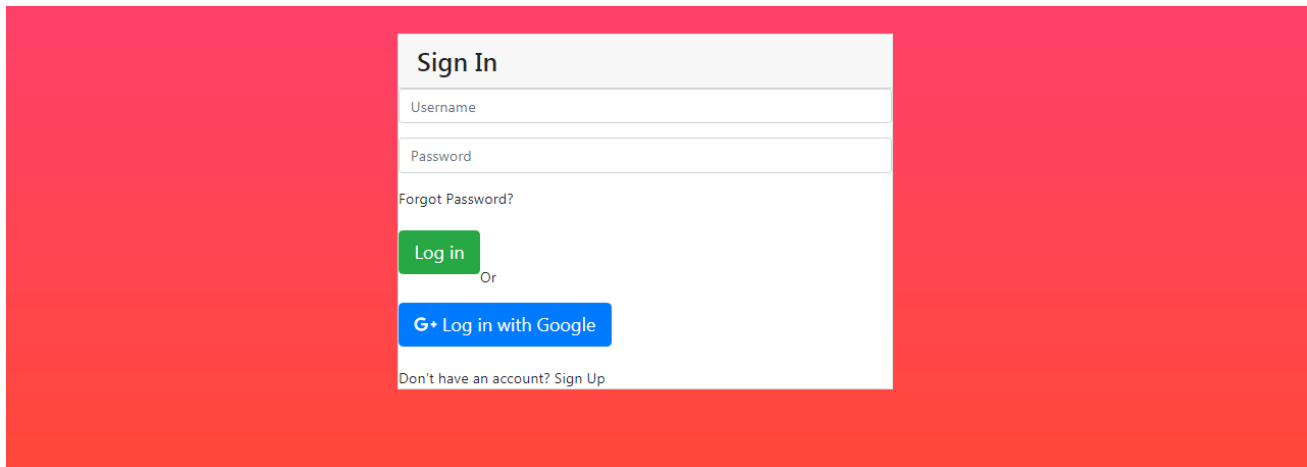 Sign In
Username
Password
Forgot Password?
Log in
Or
G+ Log in with Google
Don't have an account? Sign Up